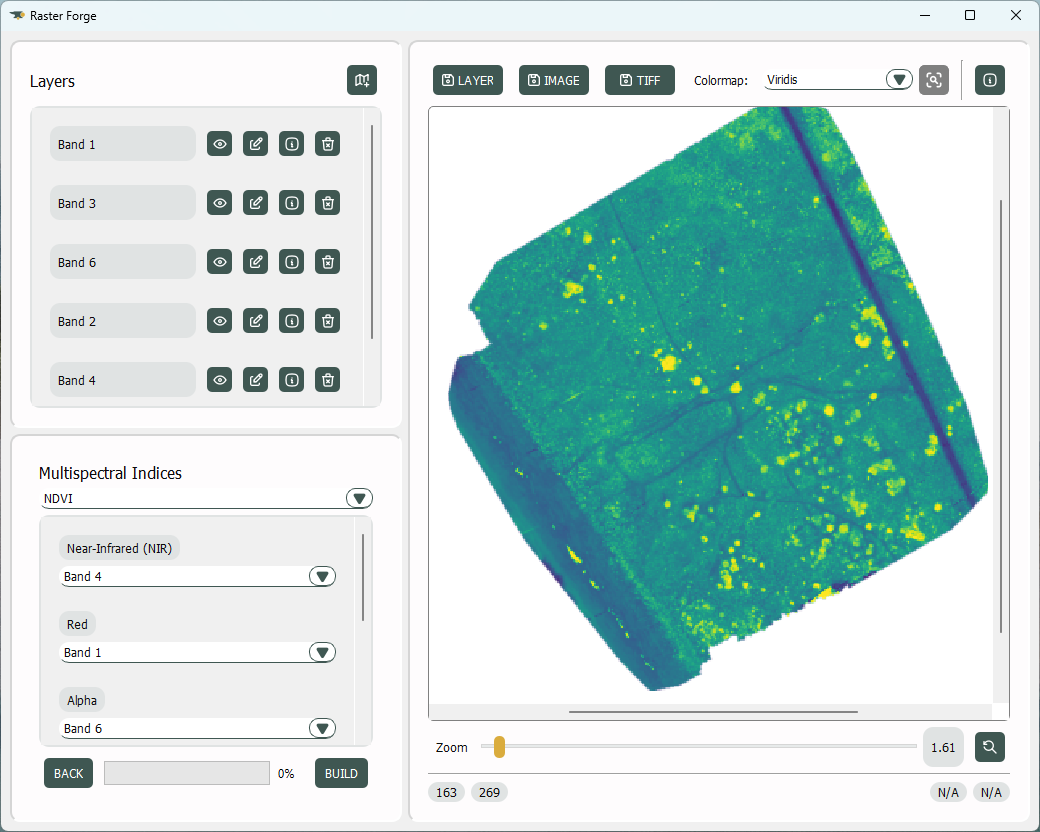 Raster Forge
Layers
Band 1
Band 3
Band 6
Band 2
Band 4
Multispectral Indices
NDVI
Near-Infrared (NIR)
Band 4
Red
Band 1
Alpha
Band 6
BACK
0%
BUILD
LAYER
IMAGE
TIFF
Colormap:
Viridis
Zoom
1.61
163
269
N/A
N/A